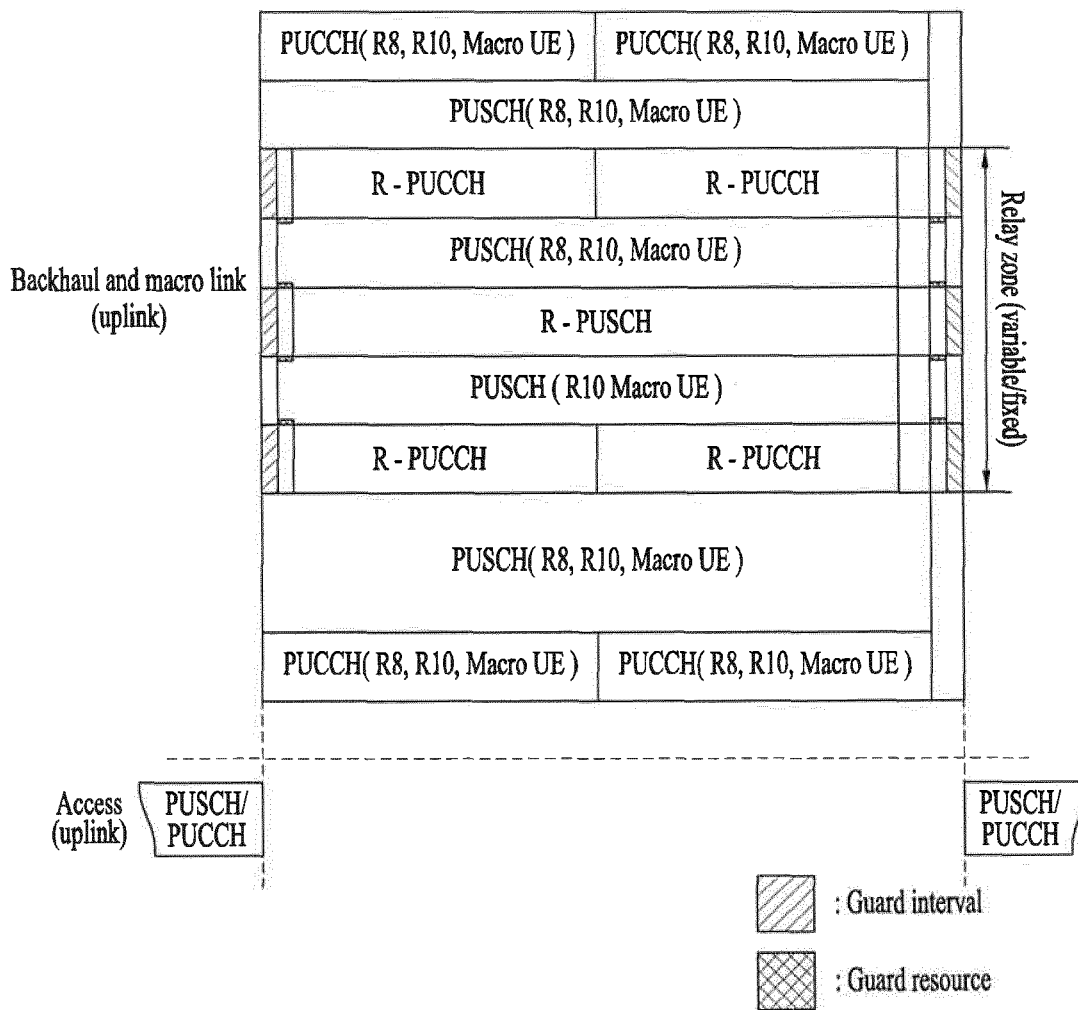 PUCCH( R8, R10, Macro UE ) PUCCH( R8, R10, Macro UE )
PUSCH( R8, R10, Macro UE )
R - PUCCH R - PUCCH
PUSCH( R8, R10, Macro UE )
Backhaul and macro link
(uplink)
R - PUSCH
PUSCH ( R10 Macro UE )
R - PUCCH R - PUCCH
Relay zone (variable/fixed)
PUSCH( R8, R10, Macro UE )
PUCCH( R8, R10, Macro UE ) PUCCH( R8, R10, Macro UE )
Access
(uplink)
PUSCH/
PUCCH
PUSCH/
PUCCH
: Guard interval
: Guard resource